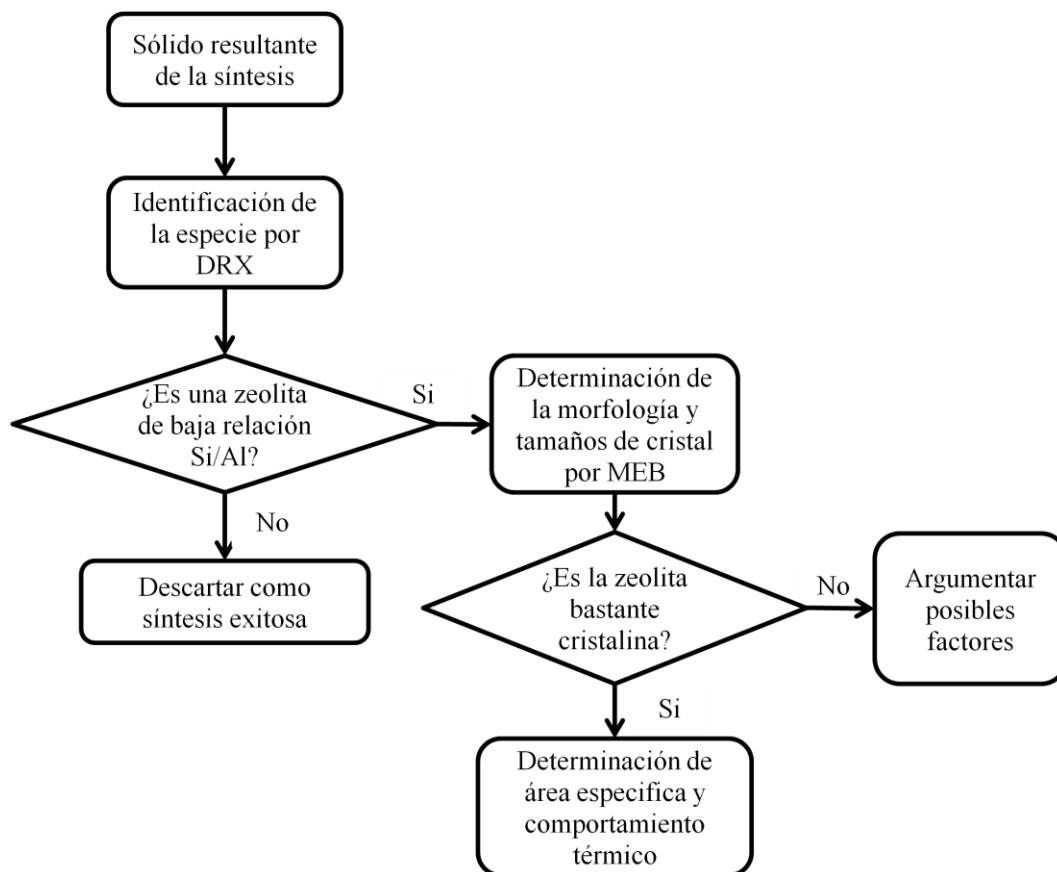 Sólido resultante
de la síntesis
Identificación de
la especie por
DRX
¿Es una zeolita
de baja relación
Si/Al?
Si
No
Descartar como
síntesis exitosa
Determinación de
la morfología y
tamaños de cristal
por MEB
¿Es la zeolita
bastante
cristalina?
No
Argumentar
posibles
factores
Si
Determinación de
área especifica y
comportamiento
térmico